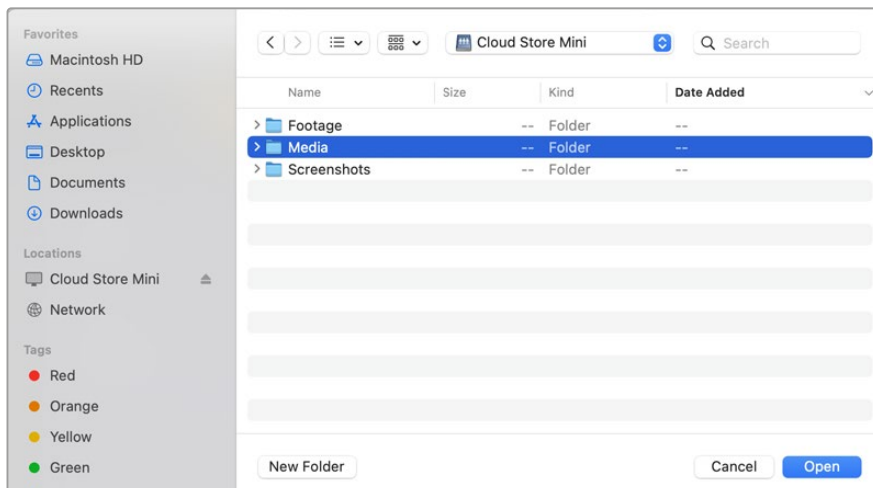 Favorites
Macintosh HD
Recents
Applications
Desktop
Documents
Downloads
Locations
Cloud Store Mini
Network
Tags
Red
Orange
Yellow
Green
Cloud Store Mini
Search
Name Size Kind Date Added
Footage -- Folder --
Media -- Folder --
Screenshots -- Folder --
New Folder Cancel Open